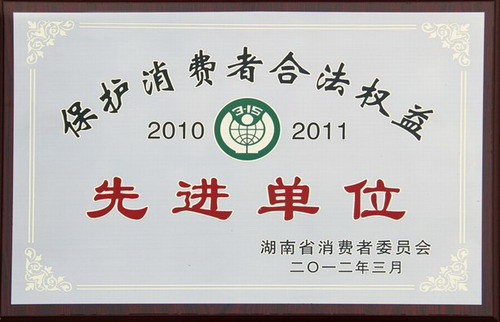 保护消费者合法权益
2010 3·15 2011
先进单位
湖南省消费者委员会
二〇一二年三月